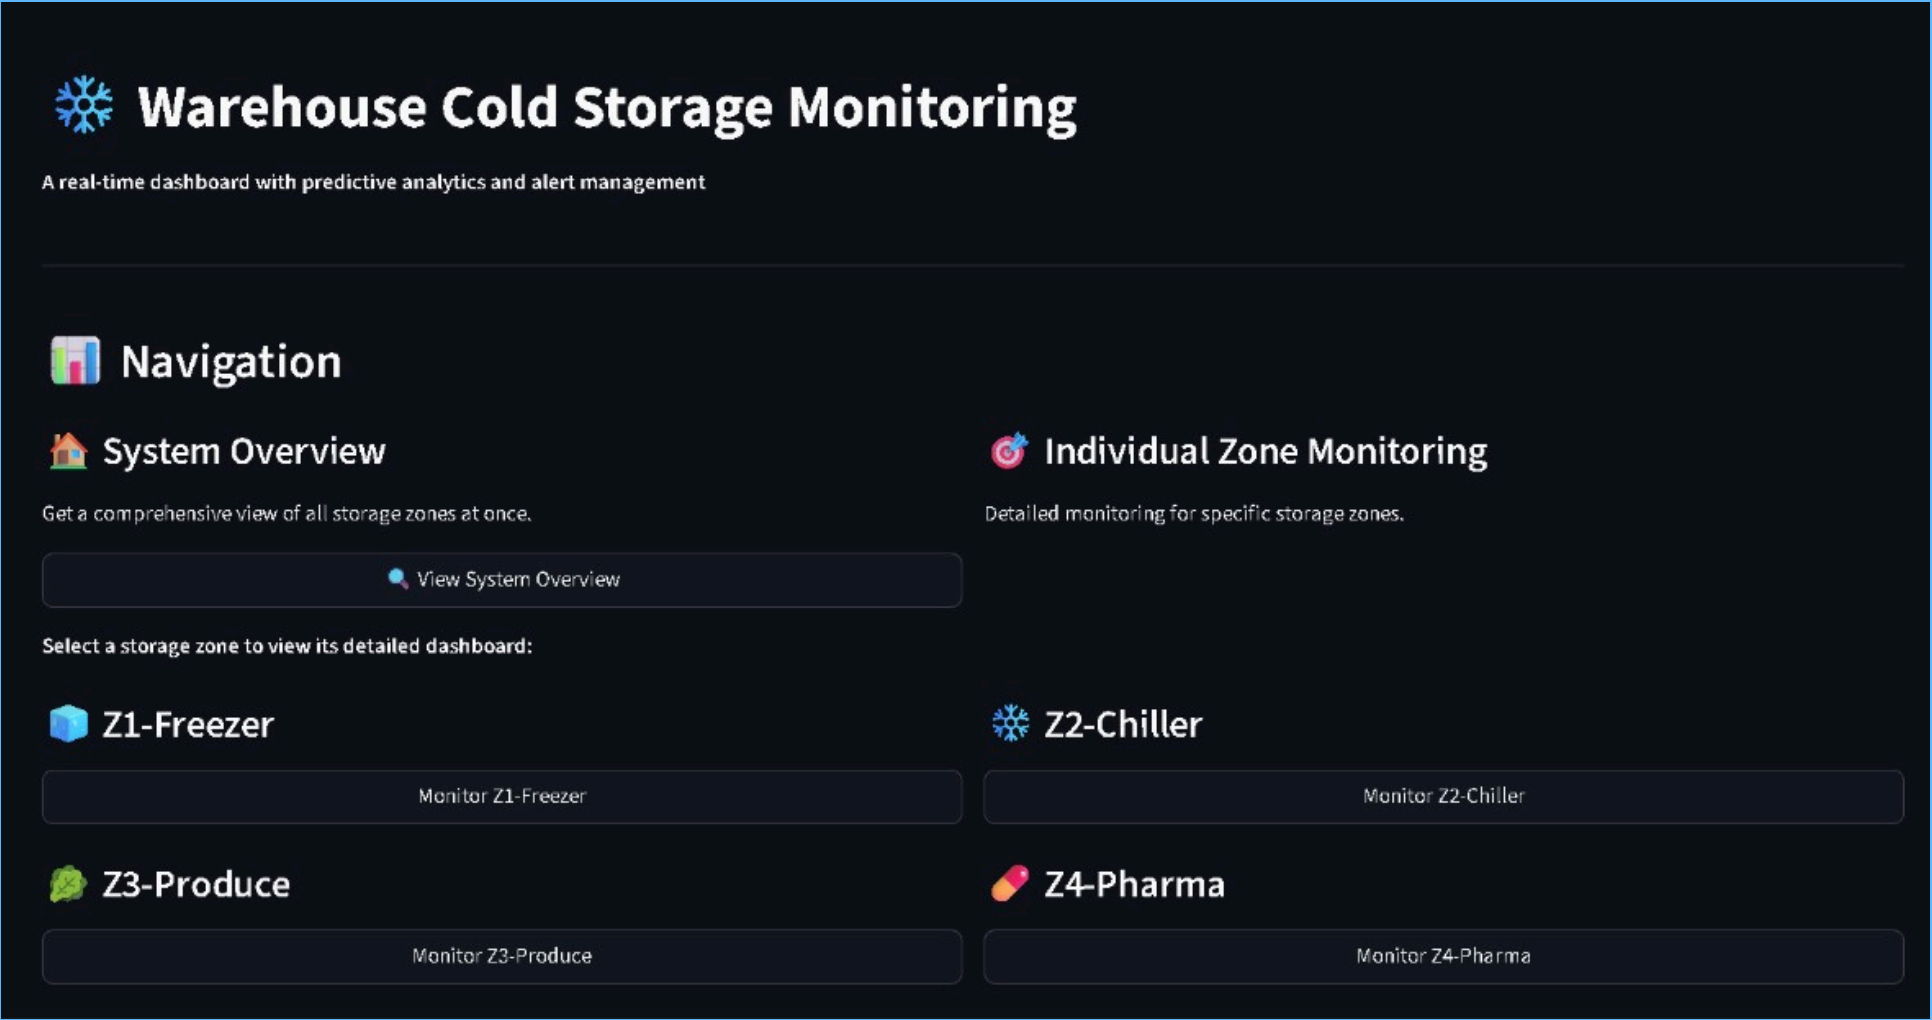 Warehouse Cold Storage Monitoring
A real-time dashboard with predictive analytics and alert management
Navigation
System Overview
Get a comprehensive view of all storage zones at once.
View System Overview
Individual Zone Monitoring
Detailed monitoring for specific storage zones.
Select a storage zone to view its detailed dashboard:
Z1-Freezer
Monitor Z1-Freezer
Z2-Chiller
Monitor Z2-Chiller
Z3-Produce
Monitor Z3-Produce
Z4-Pharma
Monitor Z4-Pharma